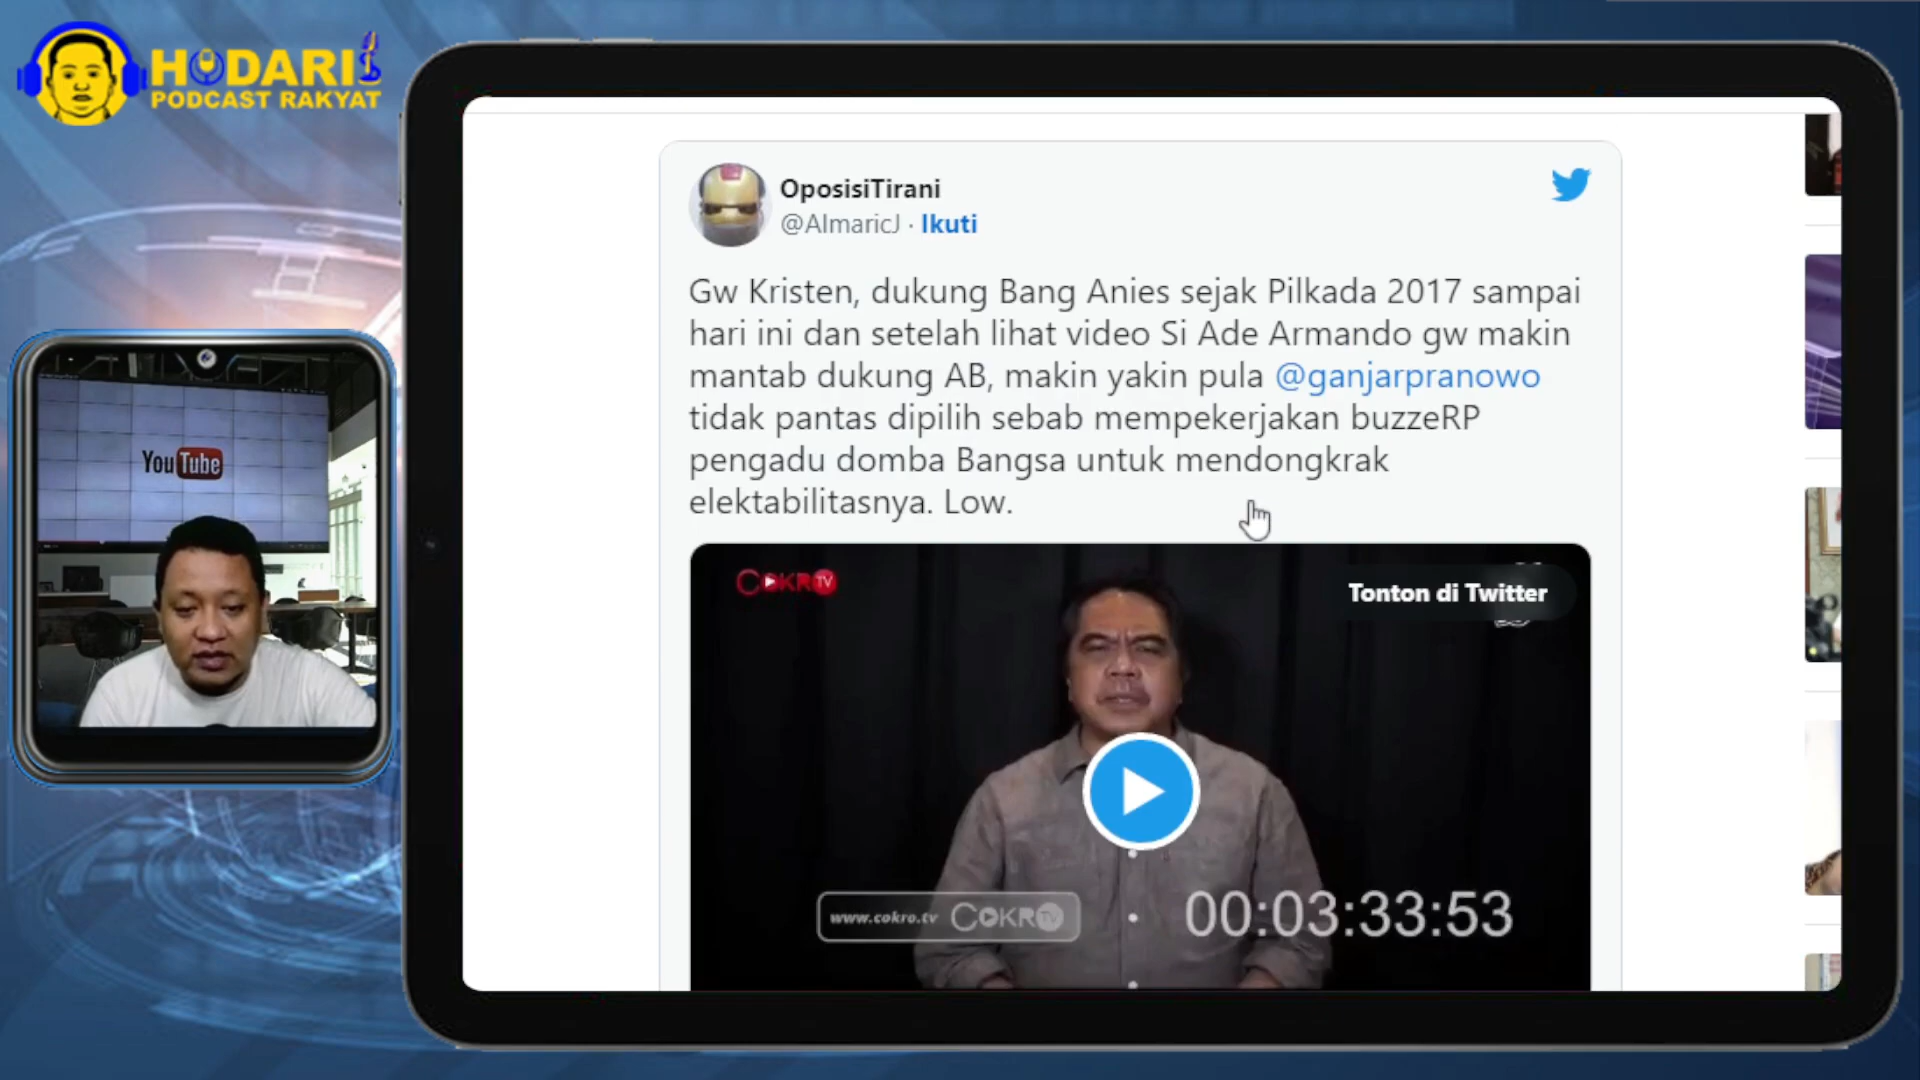 HODARI
PODCAST RAKYAT
YouTube
OposisiTirani
@AlmaricJ · Ikuti
Gw Kristen, dukung Bang Anies sejak Pilkada 2017 sampai
hari ini dan setelah lihat video Si Ade Armando gw makin
mantab dukung AB, makin yakin pula @ganjarpranowo
tidak pantas dipilih sebab mempekerjakan buzzeRP
pengadu domba Bangsa untuk mendongkrak
elektabilitasnya. Low.
COKRO TV
Tonton di Twitter
www.cokro.tv COKRO TV
00:03:33:53